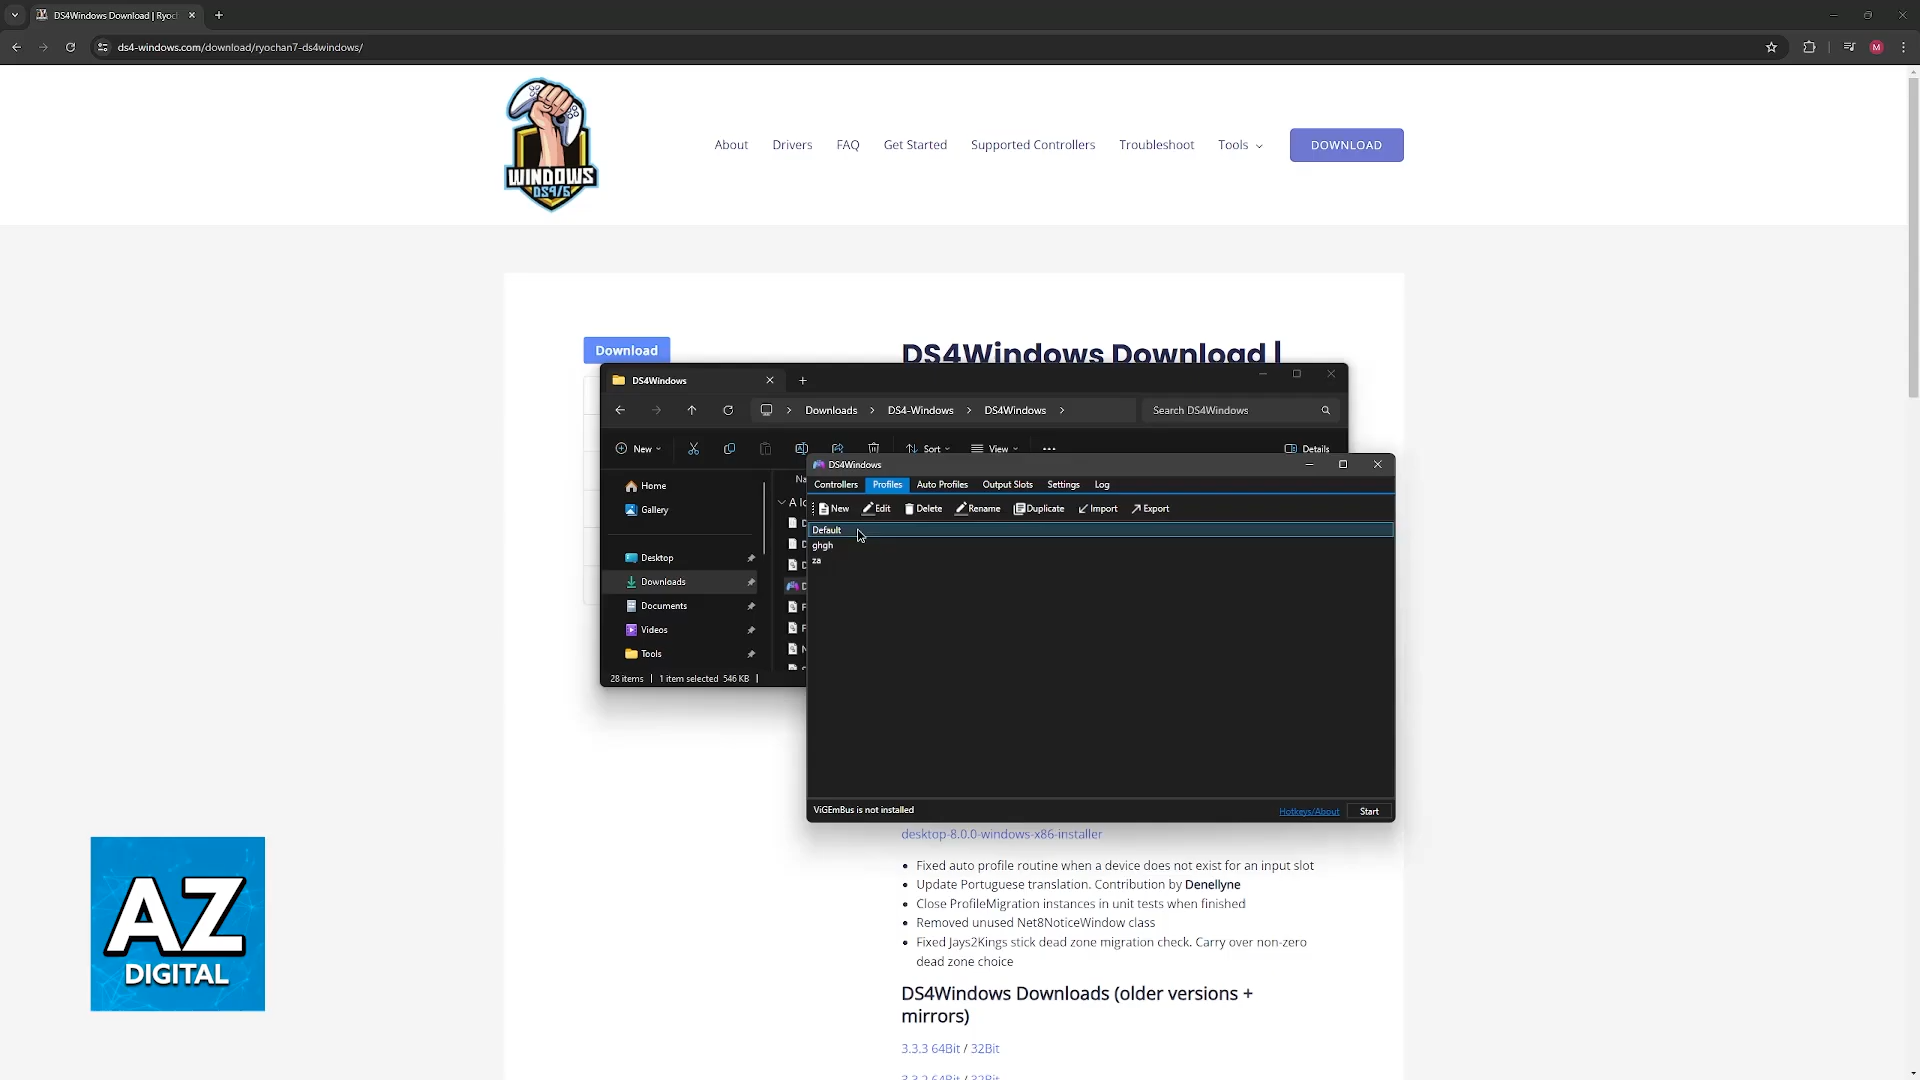 DS4Windows Download | Ryoc
ds4-windows.com/download/ryochan7-ds4windows/
M
WINDOWS
DS4/5
About
Drivers
FAQ
Get Started
Supported Controllers
Troubleshoot
Tools
DOWNLOAD
Download
DS4Windows Download |
DS4Windows
Downloads > DS4-Windows > DS4Windows >
Search DS4Windows
New
Sort
View
Details
Home
Gallery
Desktop
Downloads
Documents
Videos
Tools
28 items | 1 item selected 546 KB |
DS4Windows
Controllers
Profiles
Auto Profiles
Output Slots
Settings
Log
New
Edit
Delete
Rename
Duplicate
Import
Export
Default
ghgh
za
ViGEmBus is not installed
Hotkeys/About
Start
desktop-8.0.0-windows-x86-installer
Fixed auto profile routine when a device does not exist for an input slot
Update Portuguese translation. Contribution by Denellyne
Close ProfileMigration instances in unit tests when finished
Removed unused Net8NoticeWindow class
Fixed Jays2Kings stick dead zone migration check. Carry over non-zero
dead zone choice
DS4Windows Downloads (older versions +
mirrors)
3.3.3 64Bit / 32Bit
3.3.2 64Bit / 32Bit
AZ
DIGITAL